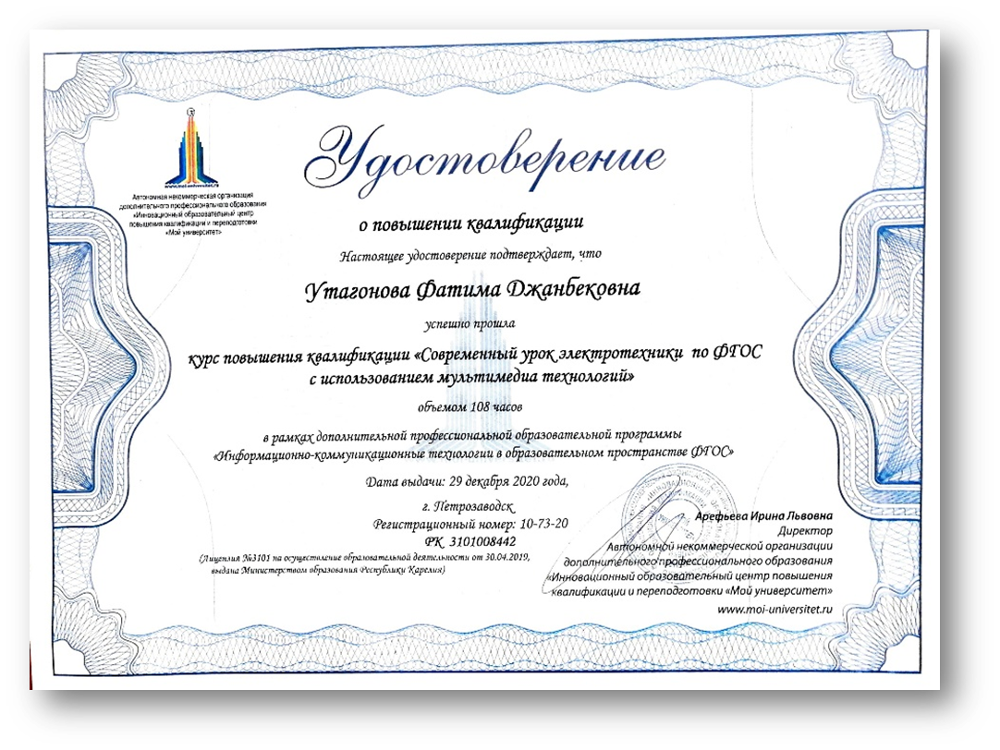 www.moi-universitet.ru
Автономная некоммерческая организация
дополнительного профессионального образования
«Инновационный образовательный центр
повышения квалификации и переподготовки
«Мой университет»
Удостоверение
о повышении квалификации
Настоящее удостоверение подтверждает, что
Утагонова Фатима Джанбековна
успешно прошла
курс повышения квалификации «Современный урок электротехники по ФГОС
с использованием мультимедиа технологий»
объемом 108 часов
в рамках дополнительной профессиональной образовательной программы
«Информационно-коммуникационные технологии в образовательном пространстве ФГОС»
Дата выдачи: 29 декабря 2020 года,
г. Петрозаводск
Регистрационный номер: 10-73-20
РК 3101008442
(Лицензия №3101 на осуществление образовательной деятельности от 30.04.2019,
выдана Министерством образования Республики Карелия)
Арефьева Ирина Львовна
Директор
Автономной некоммерческой организации
дополнительного профессионального образования
«Инновационный образовательный центр повышения
квалификации и переподготовки «Мой университет»
www.moi-universitet.ru